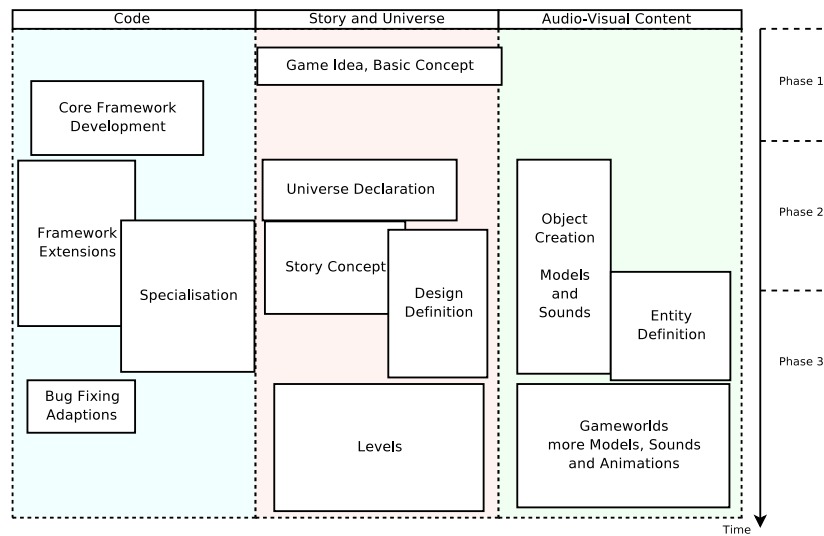 Code
Story and Universe
Audio-Visual Content
Game Idea, Basic Concept
Phase 1
Core Framework
Development
Universe Declaration
Phase 2
Framework
Extensions
Object
Creation
Models
and
Sounds
Specialisation
Story Concept
Design
Definition
Entity
Definition
Phase 3
Bug Fixing
Adaptions
Levels
Gameworlds
more Models, Sounds
and Animations
Time